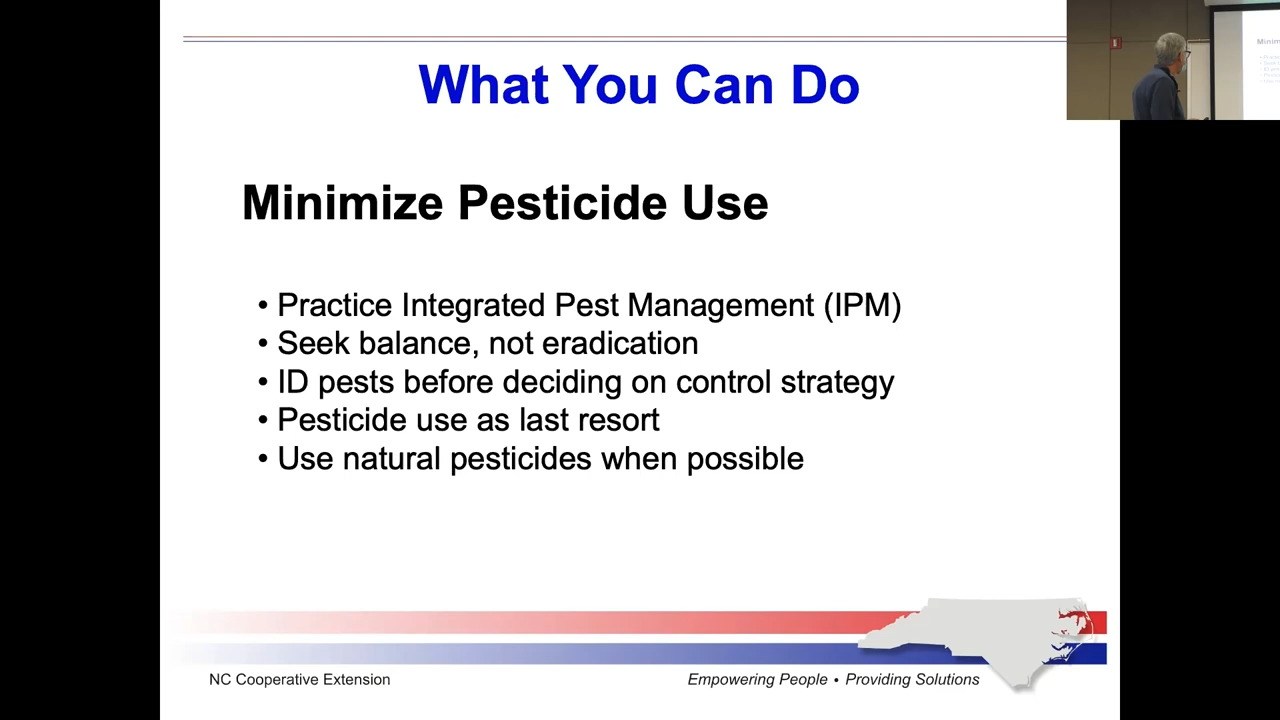 What You Can Do
Minimize Pesticide Use
• Practice Integrated Pest Management (IPM)
• Seek balance, not eradication
• ID pests before deciding on control strategy
• Pesticide use as last resort
• Use natural pesticides when possible
NC Cooperative Extension
Empowering People • Providing Solutions